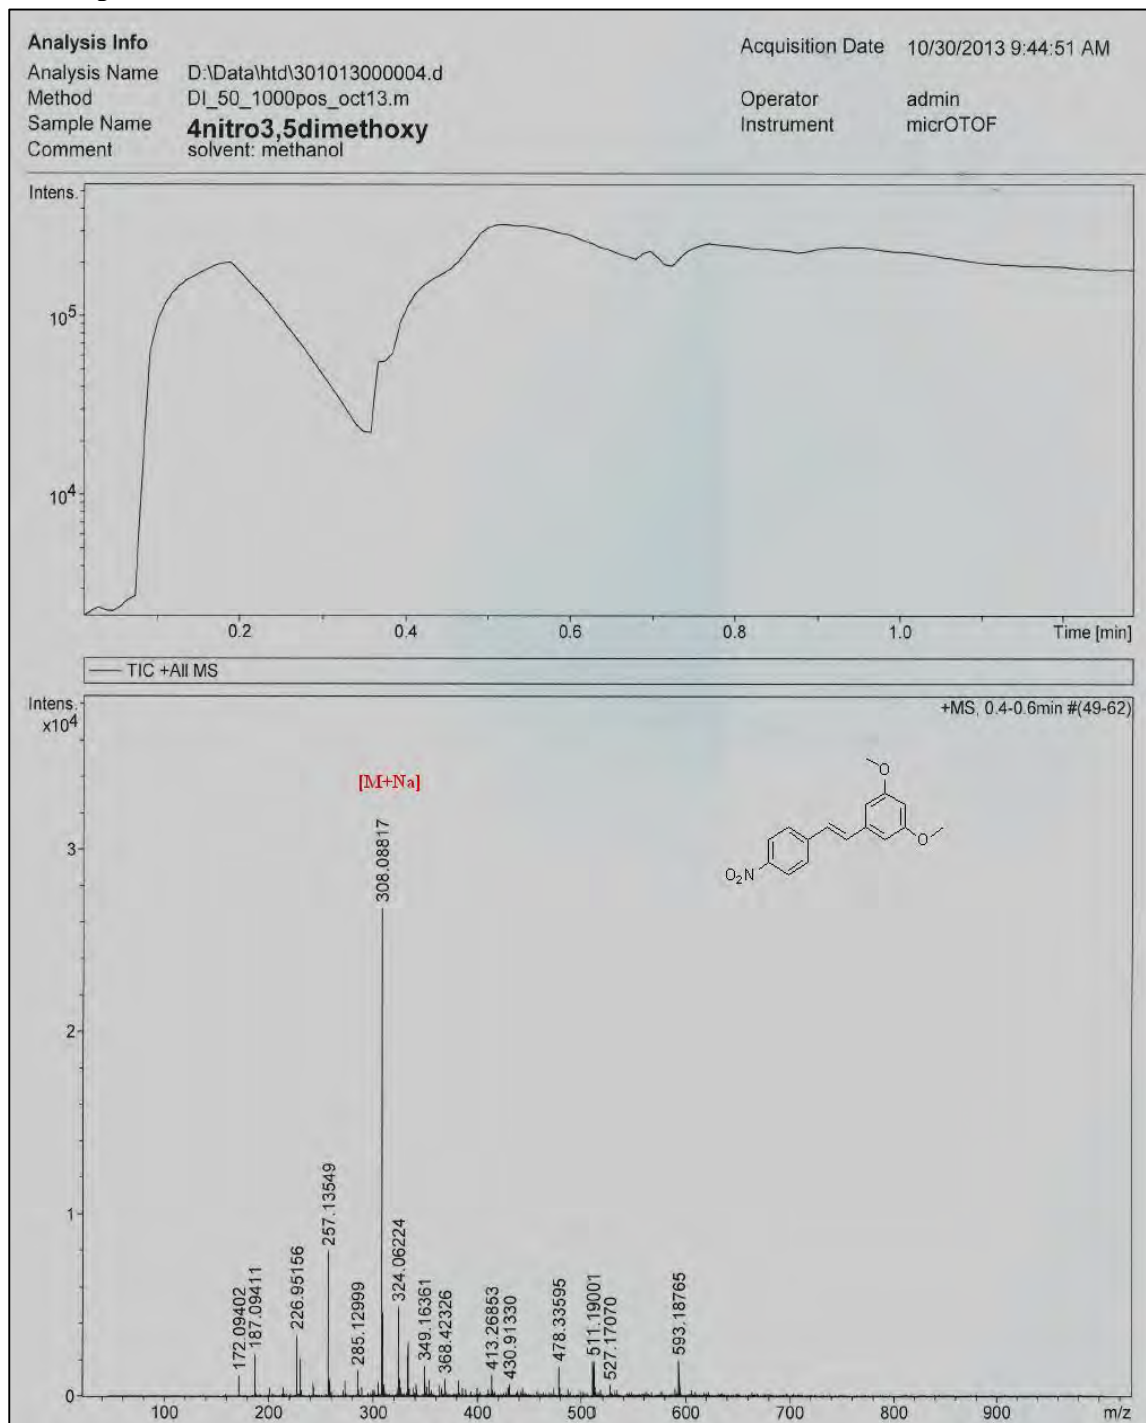 Analysis Info
Acquisition Date 10/30/2013 9:44:51 AM
Analysis Name D:\Data\htd\301013000004.d
Method DI_50_1000pos_oct13.m
Operator admin
Sample Name 4nitro3,5dimethoxy
Instrument micrOTOF
Comment solvent: methanol
Intens.
10^5
10^4
0.2 0.4 0.6 0.8 1.0 Time [min]
TIC +All MS
Intens.
x10^4
+MS, 0.4-0.6min #(49-62)
[M+Na]
O
O
O2N
3
2
1
0
172.09402
187.09411
226.95156
257.13549
285.12999
308.08817
324.06224
349.16361
368.42326
413.26853
430.91330
478.33595
511.19001
527.17070
593.18765
100 200 300 400 500 600 700 800 900 m/z